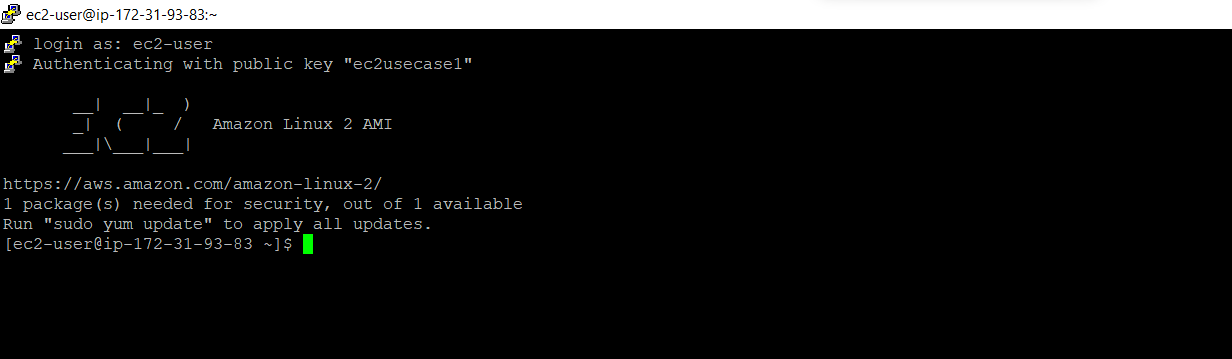 ec2-user@ip-172-31-93-83:~
login as: ec2-user
Authenticating with public key "ec2usecase1"
       __|  __|_  )
       _|  (     /   Amazon Linux 2 AMI
      ___|\___|___|
https://aws.amazon.com/amazon-linux-2/
1 package(s) needed for security, out of 1 available
Run "sudo yum update" to apply all updates.
[ec2-user@ip-172-31-93-83 ~]$